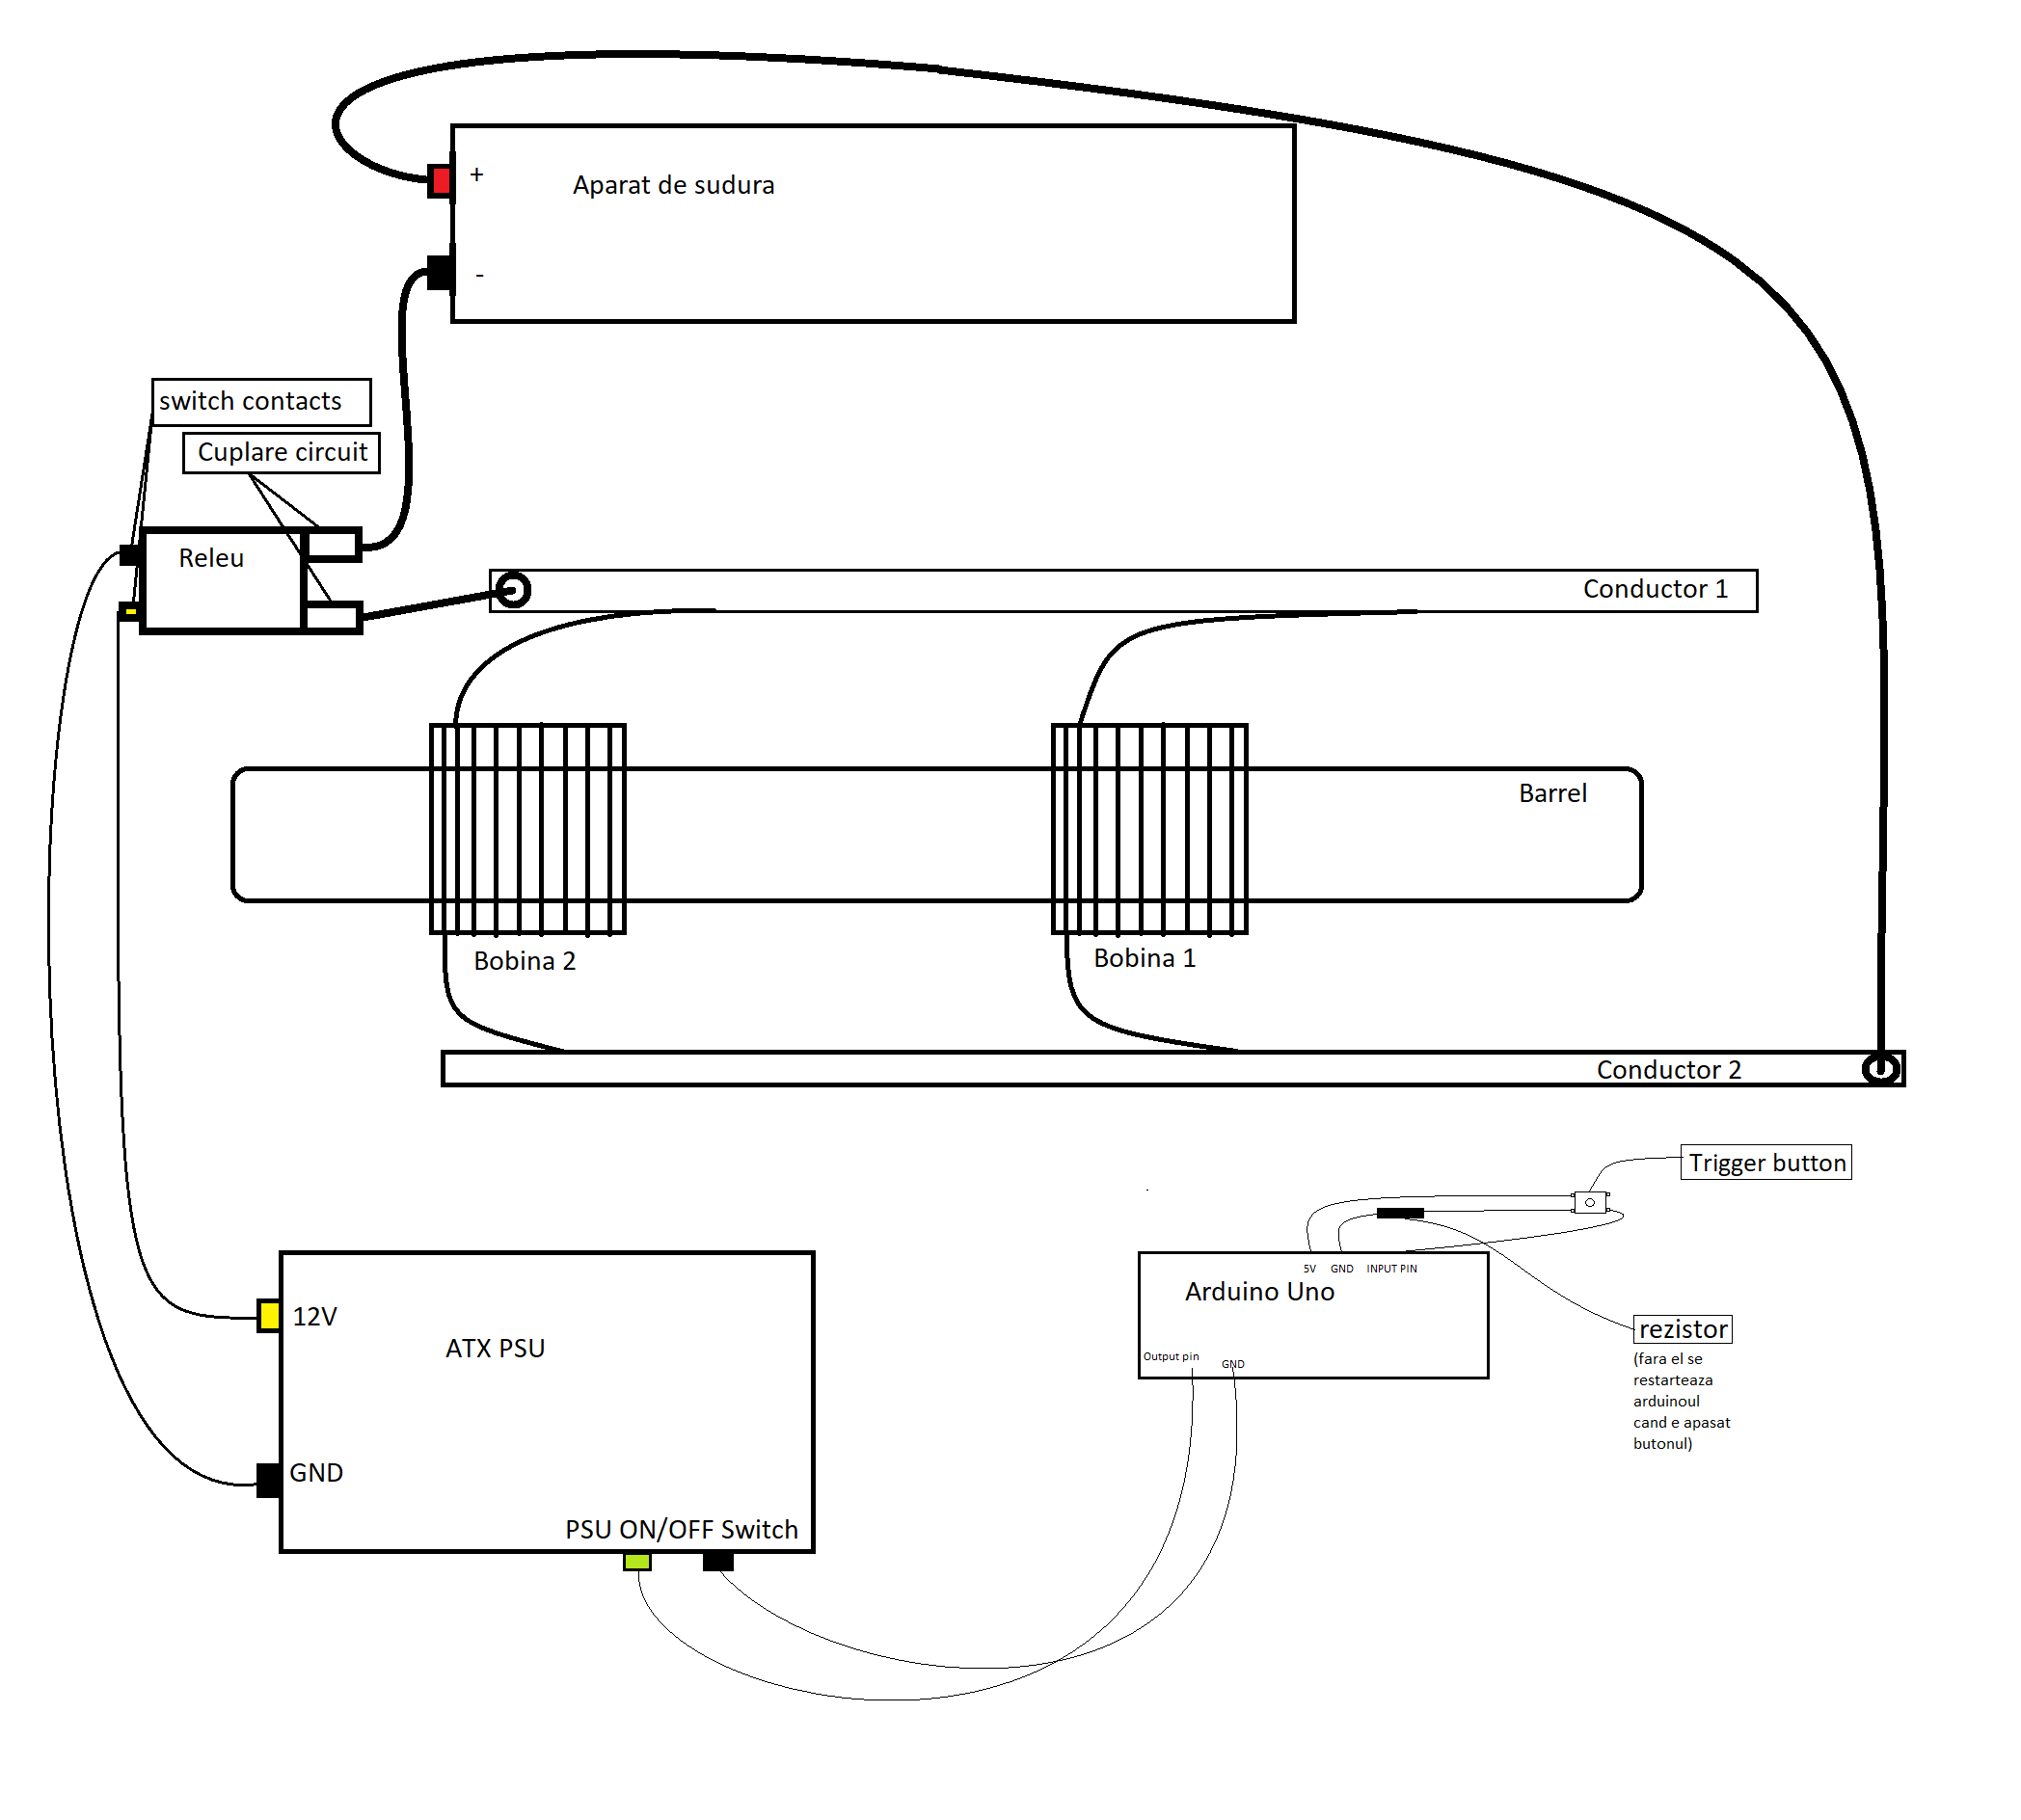 +
Aparat de sudura
-
switch contacts
Cuplare circuit
Releu
Conductor 1
Barrel
Bobina 2
Bobina 1
Conductor 2
Trigger button
5V GND INPUT PIN
Arduino Uno
12V
rezistor
ATX PSU
Output pin
GND
(fara el se
restarteaza
arduinoul
cand e apasat
butonul)
GND
PSU ON/OFF Switch